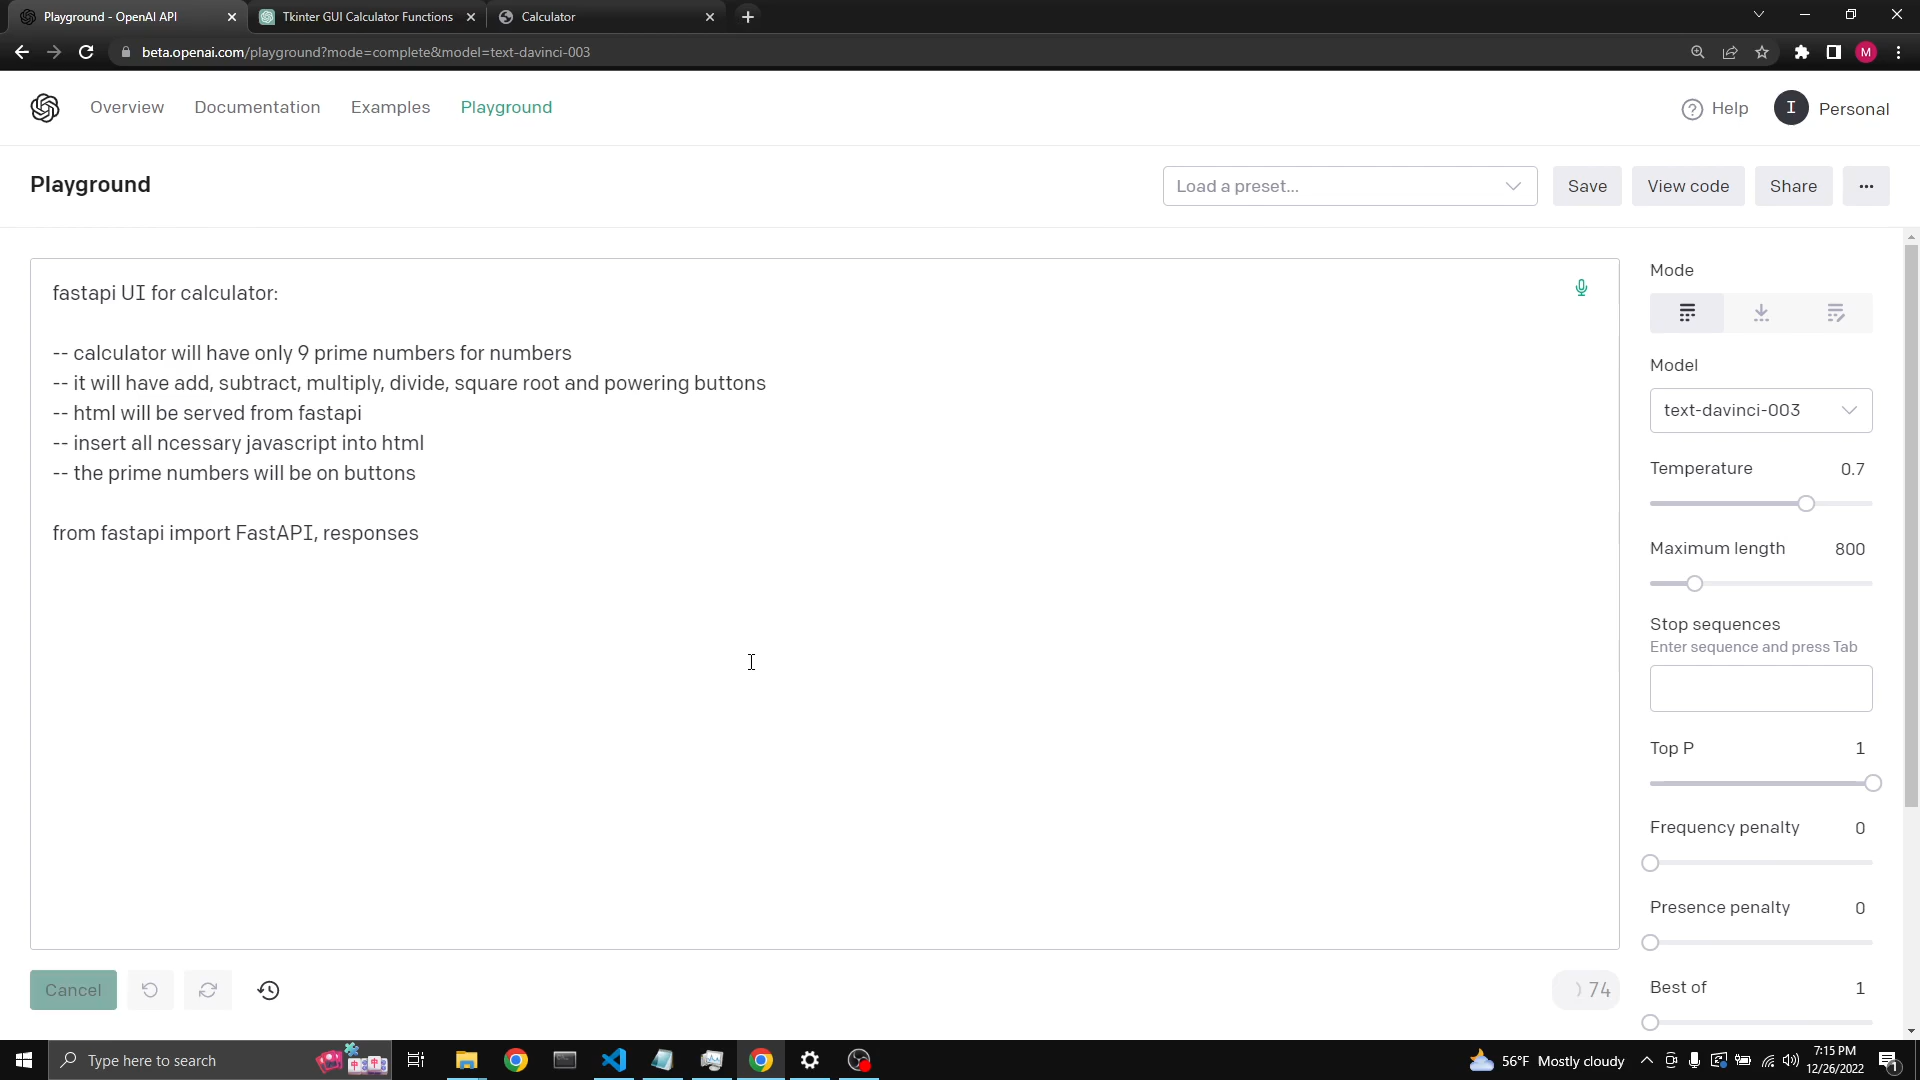 Playground - OpenAI API
Tkinter GUI Calculator Functions
Calculator
beta.openai.com/playground?mode=complete&model=text-davinci-003
M
Overview
Documentation
Examples
Playground
Help
I
Personal
Playground
Load a preset...
Save
View code
Share
fastapi UI for calculator:
-- calculator will have only 9 prime numbers for numbers
-- it will have add, subtract, multiply, divide, square root and powering buttons
-- html will be served from fastapi
-- insert all ncessary javascript into html
-- the prime numbers will be on buttons
from fastapi import FastAPI, responses
Mode
Model
text-davinci-003
Temperature 0.7
Maximum length 800
Stop sequences
Enter sequence and press Tab
Top P 1
Frequency penalty 0
Presence penalty 0
Best of 1
Cancel
74
Type here to search
56°F Mostly cloudy
7:15 PM
12/26/2022
1